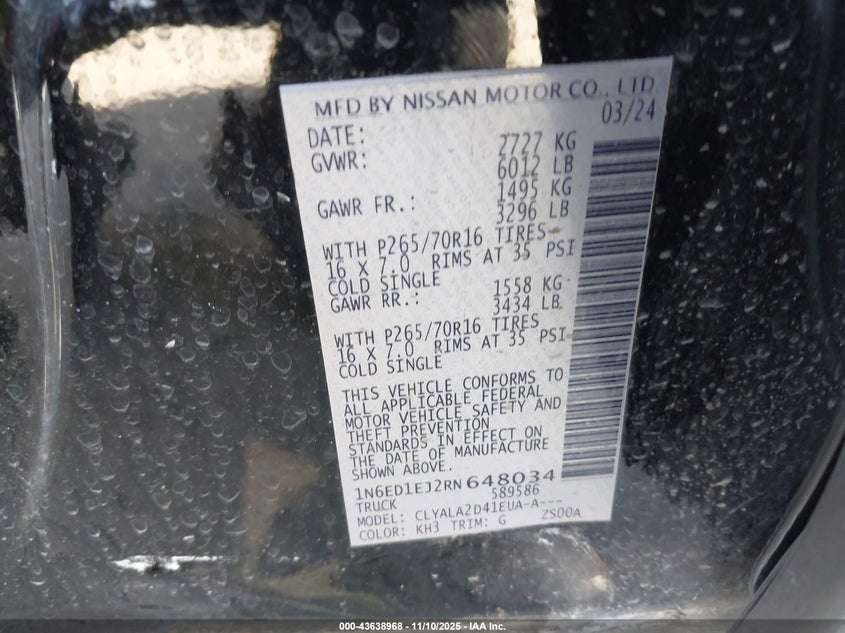 MFD BY NISSAN MOTOR CO., LTD
DATE: 03/24
GVWR: 2727 KG
6012 LB
GAWR FR.: 1495 KG
3296 LB
WITH P265/70R16 TIRES
16 X 7.0 RIMS AT 35 PSI
COLD SINGLE
GAWR RR.: 1558 KG
3434 LB
WITH P265/70R16 TIRES
16 X 7.0 RIMS AT 35 PSI
COLD SINGLE
THIS VEHICLE CONFORMS TO
ALL APPLICABLE FEDERAL
MOTOR VEHICLE SAFETY AND
THEFT PREVENTION
STANDARDS IN EFFECT ON
THE DATE OF MANUFACTURE
SHOWN ABOVE.
1N6ED1EJ2RN648034
TRUCK 589586
MODEL: CLYALA2D41EUA-A---
COLOR: KH3 TRIM: G ZS00A
000-43638968 - 11/10/2025 - IAA Inc.